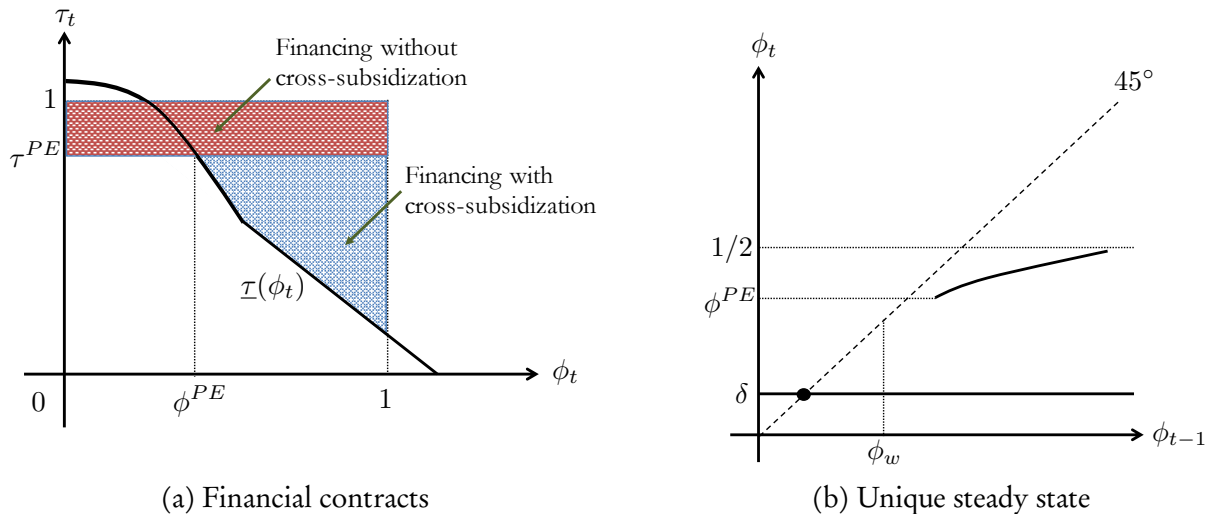 τ_t
Financing without
cross-subsidization
1
τ^{PE}
Financing with
cross-subsidization
τ(φ_t)
0
φ^{PE}
1
φ_t
(a) Financial contracts
φ_t
45°
1/2
φ^{PE}
δ
φ_w
φ_{t−1}
(b) Unique steady state